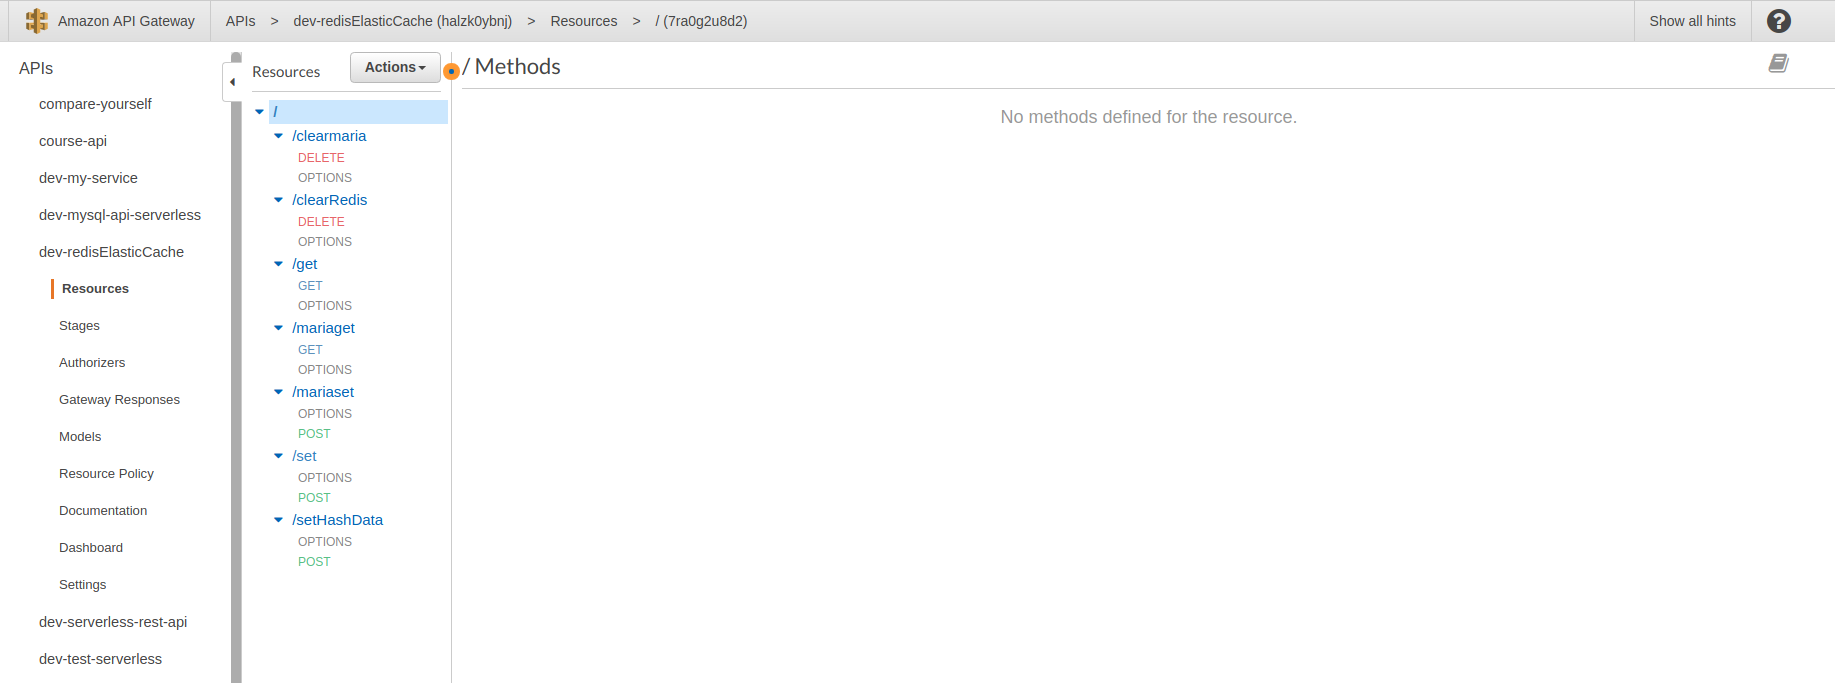 Amazon API Gateway APIs > dev-redisElasticCache (halzk0ybnj) > Resources > / (7ra0g2u8d2) Show all hints ?
APIs
compare-yourself
course-api
dev-my-service
dev-mysql-api-serverless
dev-redisElasticCache
Resources
Stages
Authorizers
Gateway Responses
Models
Resource Policy
Documentation
Dashboard
Settings
dev-serverless-rest-api
dev-test-serverless
Resources Actions
/
/clearmaria
DELETE
OPTIONS
/clearRedis
DELETE
OPTIONS
/get
GET
OPTIONS
/mariaget
GET
OPTIONS
/mariaset
OPTIONS
POST
/set
OPTIONS
POST
/setHashData
OPTIONS
POST
/ Methods
No methods defined for the resource.